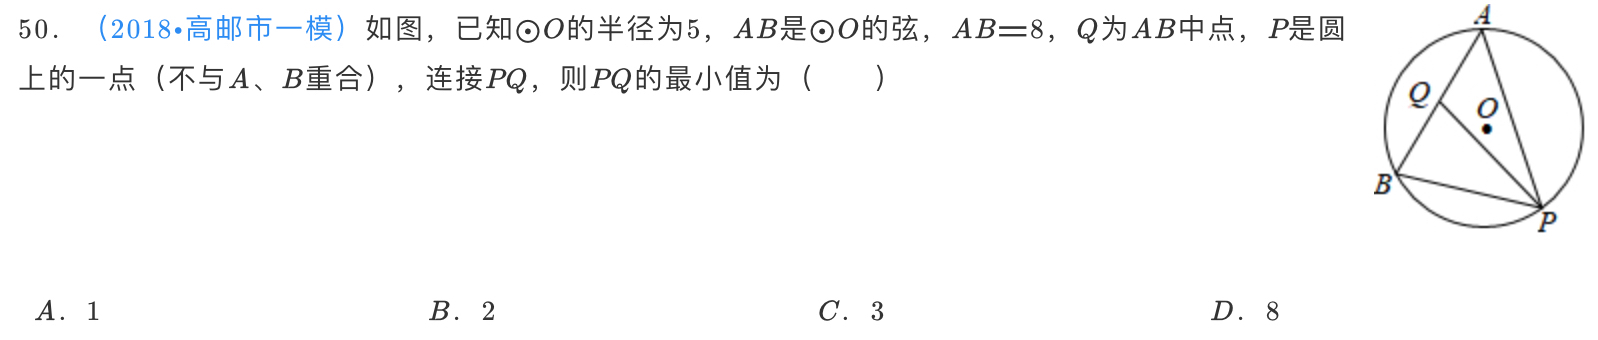 50. （2018•高邮市一模）如图，已知⊙O的半径为5，AB是⊙O的弦，AB＝8，Q为AB中点，P是圆
上的一点（不与A、B重合），连接PQ，则PQ的最小值为（　　）
A
Q
O
B
P
A. 1　　B. 2　　C. 3　　D. 8